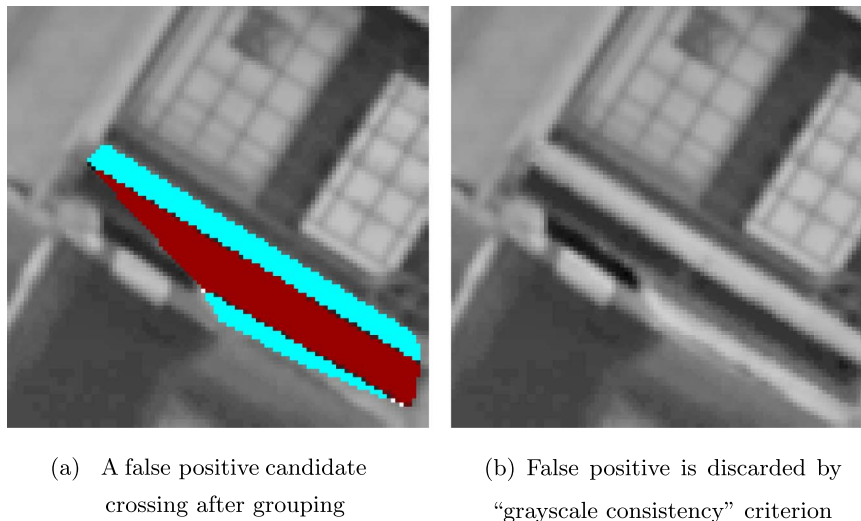 (a) A false positive candidate
crossing after grouping
(b) False positive is discarded by
“grayscale consistency” criterion